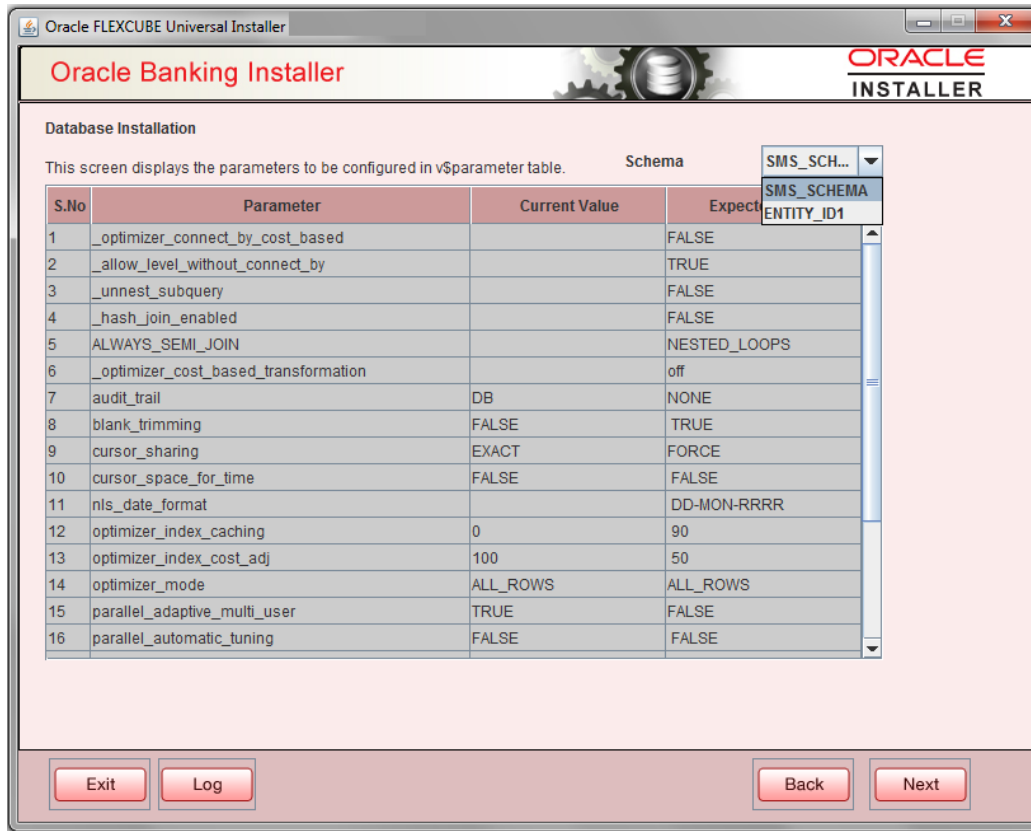 Oracle FLEXCUBE Universal Installer
Oracle Banking Installer
ORACLE
INSTALLER
Database Installation
This screen displays the parameters to be configured in v$parameter table.
Schema
SMS_SCH...
SMS_SCHEMA
ENTITY_ID1
S.No Parameter Current Value Expect
1 _optimizer_connect_by_cost_based FALSE
2 _allow_level_without_connect_by TRUE
3 _unnest_subquery FALSE
4 _hash_join_enabled FALSE
5 ALWAYS_SEMI_JOIN NESTED_LOOPS
6 _optimizer_cost_based_transformation off
7 audit_trail DB NONE
8 blank_trimming FALSE TRUE
9 cursor_sharing EXACT FORCE
10 cursor_space_for_time FALSE FALSE
11 nls_date_format DD-MON-RRRR
12 optimizer_index_caching 0 90
13 optimizer_index_cost_adj 100 50
14 optimizer_mode ALL_ROWS ALL_ROWS
15 parallel_adaptive_multi_user TRUE FALSE
16 parallel_automatic_tuning FALSE FALSE
Exit Log Back Next